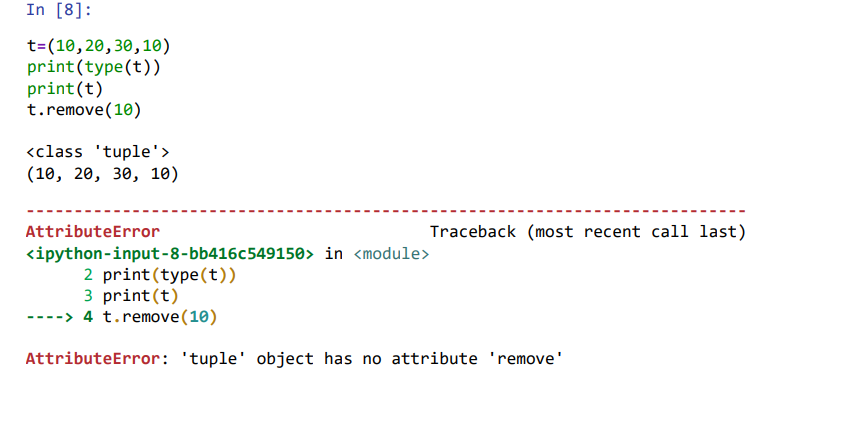 In [8]:
t=(10,20,30,10)
print(type(t))
print(t)
t.remove(10)
<class 'tuple'>
(10, 20, 30, 10)
---------------------------------------------------------------------------
AttributeError                            Traceback (most recent call last)
<ipython-input-8-bb416c549150> in <module>
      2 print(type(t))
      3 print(t)
----> 4 t.remove(10)
AttributeError: 'tuple' object has no attribute 'remove'